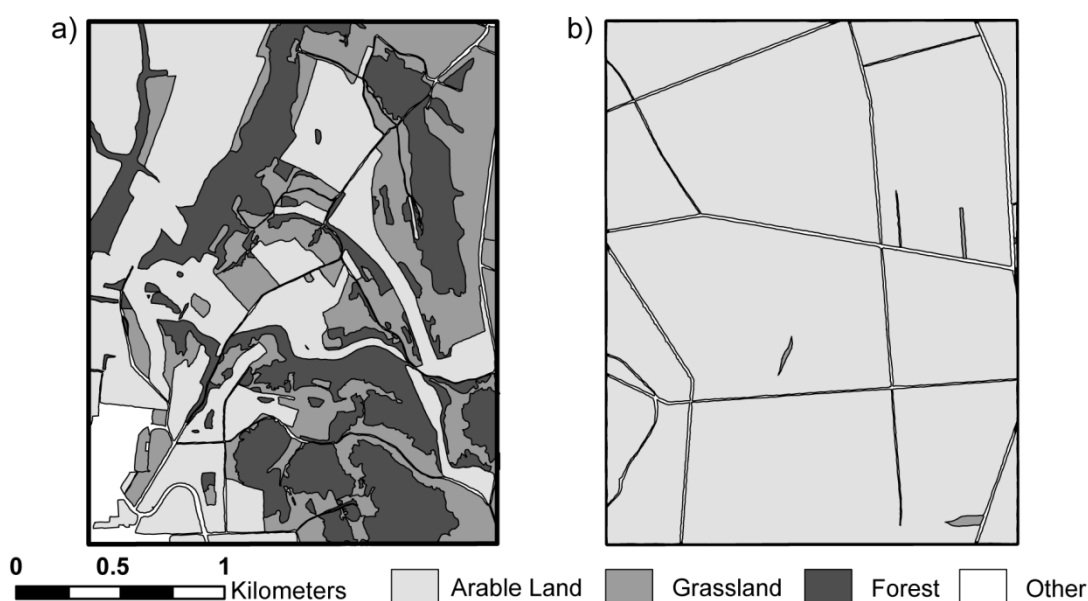 a)
b)
0 0.5 1
Kilometers
Arable Land
Grassland
Forest
Other